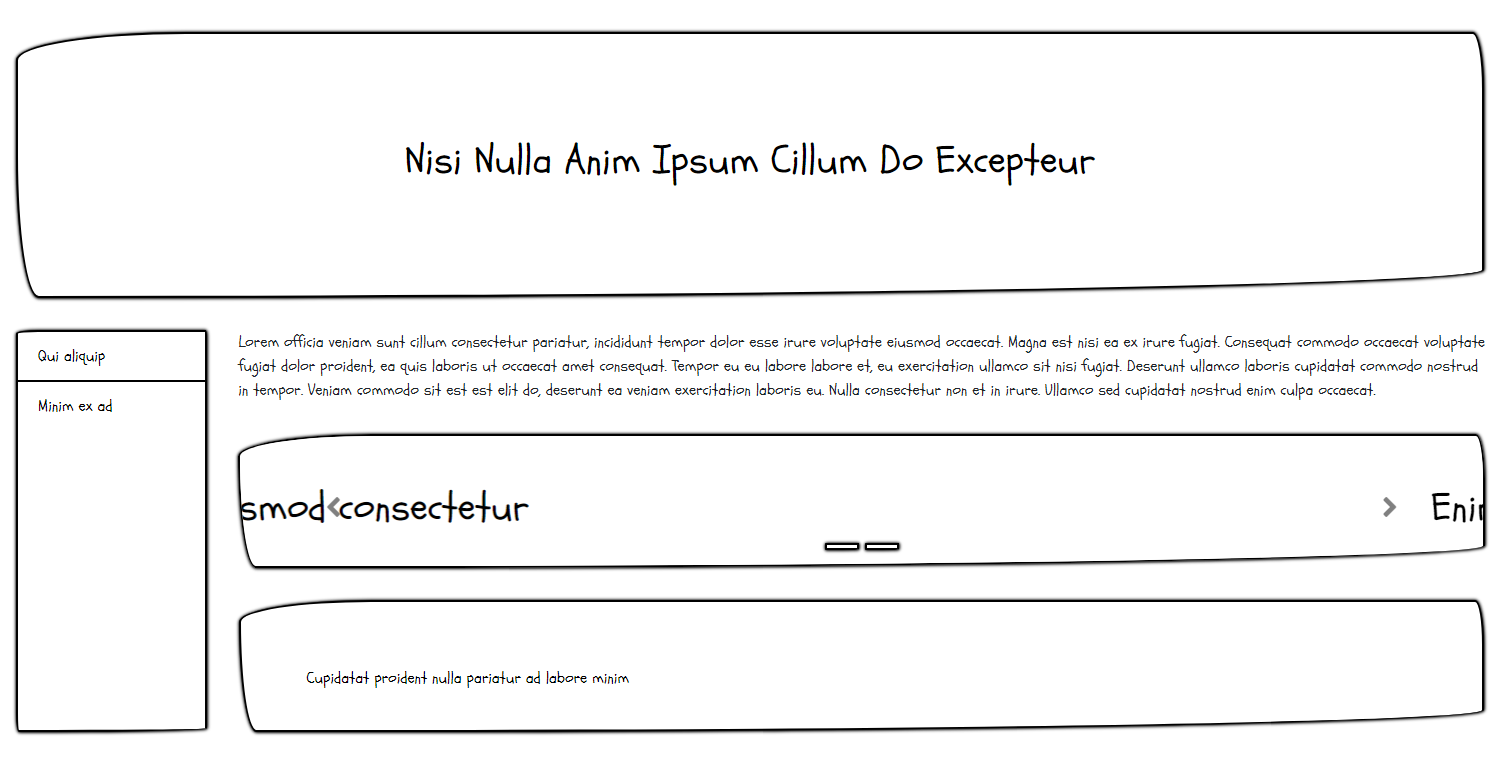 Nisi Nulla Anim Ipsum Cillum Do Excepteur
Qui aliquip
Minim ex ad
Lorem officia veniam sunt cillum consectetur pariatur, incididunt tempor dolor esse irure voluptate eiusmod occaecat. Magna est nisi ea ex irure fugiat. Consequat commodo occaecat voluptate
fugiat dolor proident, ea quis laboris ut occaecat amet consequat. Tempor eu eu labore labore et, eu exercitation ullamco sit nisi fugiat. Deserunt ullamco laboris cupidatat commodo nostrud
in tempor. Veniam commodo sit est est elit do, deserunt ea veniam exercitation laboris eu. Nulla consectetur non et in irure. Ullamco sed cupidatat nostrud enim culpa occaecat.
smod consectetur
Cupidatat proident nulla pariatur ad labore minim